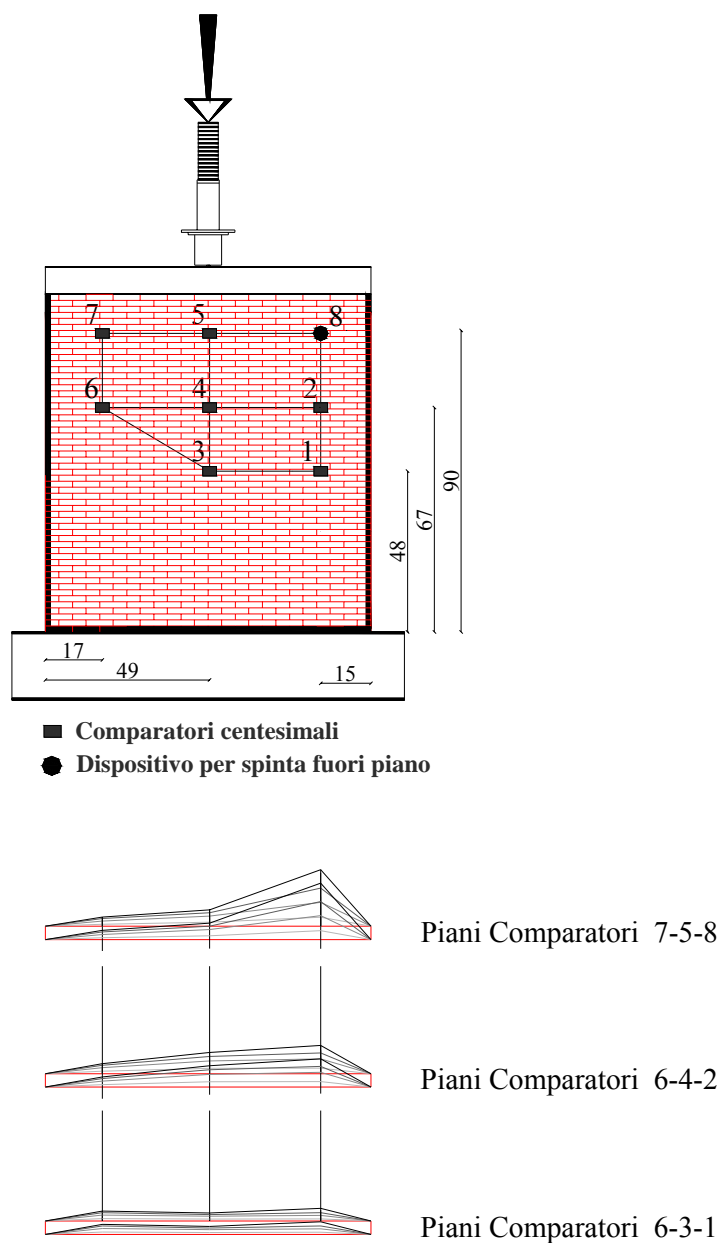 7 5 8
6 4 2
3 1
48
67
90
17
49
15
Comparatori centesimali
Dispositivo per spinta fuori piano
Piani Comparatori 7-5-8
Piani Comparatori 6-4-2
Piani Comparatori 6-3-1